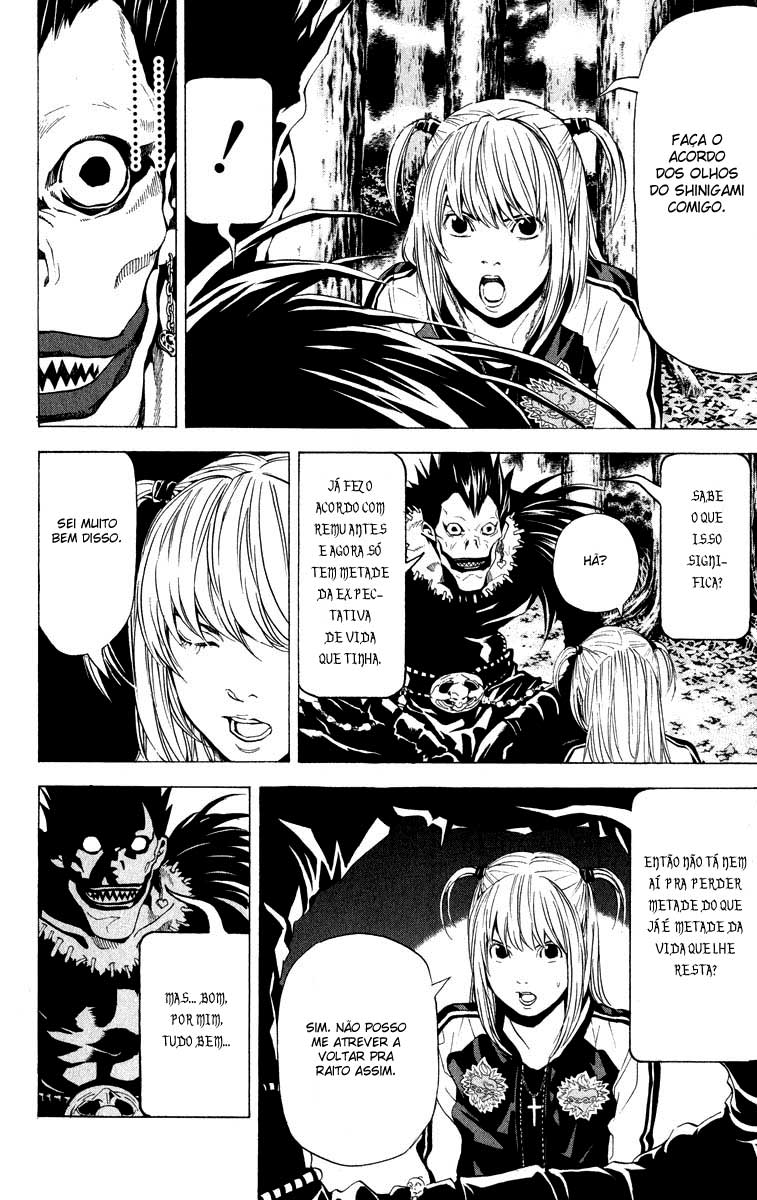 FAÇA O
ACORDO
DOS OLHOS
DO SHINIGAMI
COMIGO.
!
SABE
O QUE
ISSO
SIGNI-
FICA?
HÃ?
JÁ FEZ O
ACORDO COM
REM UANTES
E AGORA SÓ
TEM METADE
DA EXPEC-
TATIVA
DE VIDA
QUE TINHA.
SEI MUITO
BEM DISSO.
ENTÃO NÃO TÁ NEM
AÍ PRA PERDER
METADE DO QUE
JÁ É METADE DA
VIDA QUE LHE
RESTA?
SIM. NÃO POSSO
ME ATREVER A
VOLTAR PRA
RAITO ASSIM.
MAS... BOM,
POR MIM,
TUDO BEM...